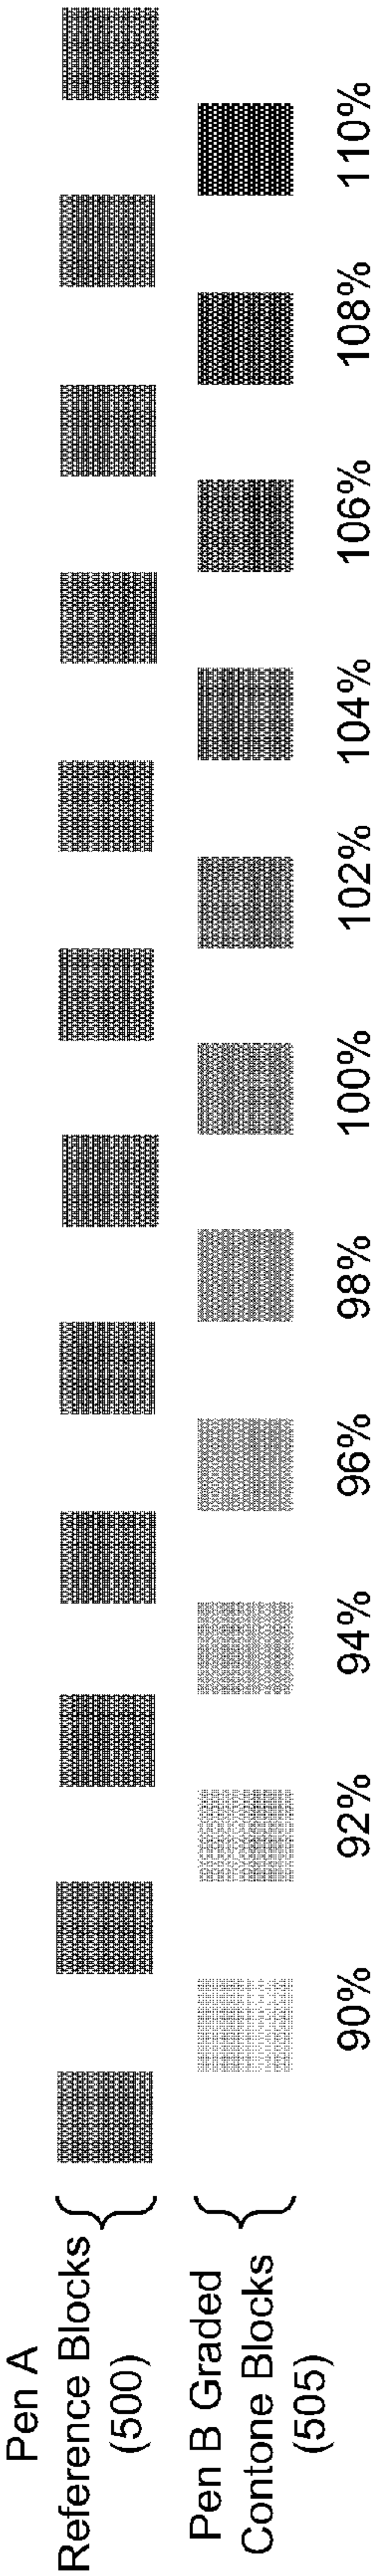 Pen A
Reference Blocks
(500)
Pen B Graded
Contone Blocks
(505)
90% 92% 94% 96% 98% 100% 102% 104% 106% 108% 110%